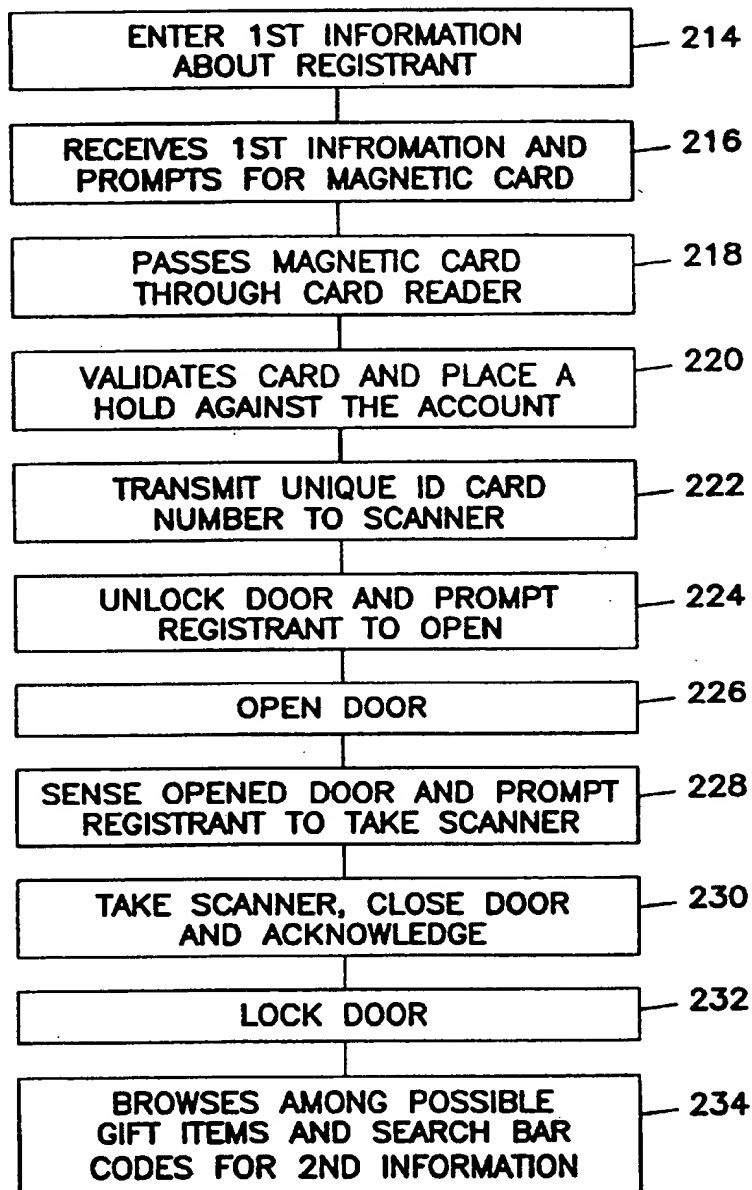 ENTER 1ST INFORMATION
ABOUT REGISTRANT
214
RECEIVES 1ST INFROMATION AND
PROMPTS FOR MAGNETIC CARD
216
PASSES MAGNETIC CARD
THROUGH CARD READER
218
VALIDATES CARD AND PLACE A
HOLD AGAINST THE ACCOUNT
220
TRANSMIT UNIQUE ID CARD
NUMBER TO SCANNER
222
UNLOCK DOOR AND PROMPT
REGISTRANT TO OPEN
224
OPEN DOOR
226
SENSE OPENED DOOR AND PROMPT
REGISTRANT TO TAKE SCANNER
228
TAKE SCANNER, CLOSE DOOR
AND ACKNOWLEDGE
230
LOCK DOOR
232
BROWSES AMONG POSSIBLE
GIFT ITEMS AND SEARCH BAR
CODES FOR 2ND INFORMATION
234